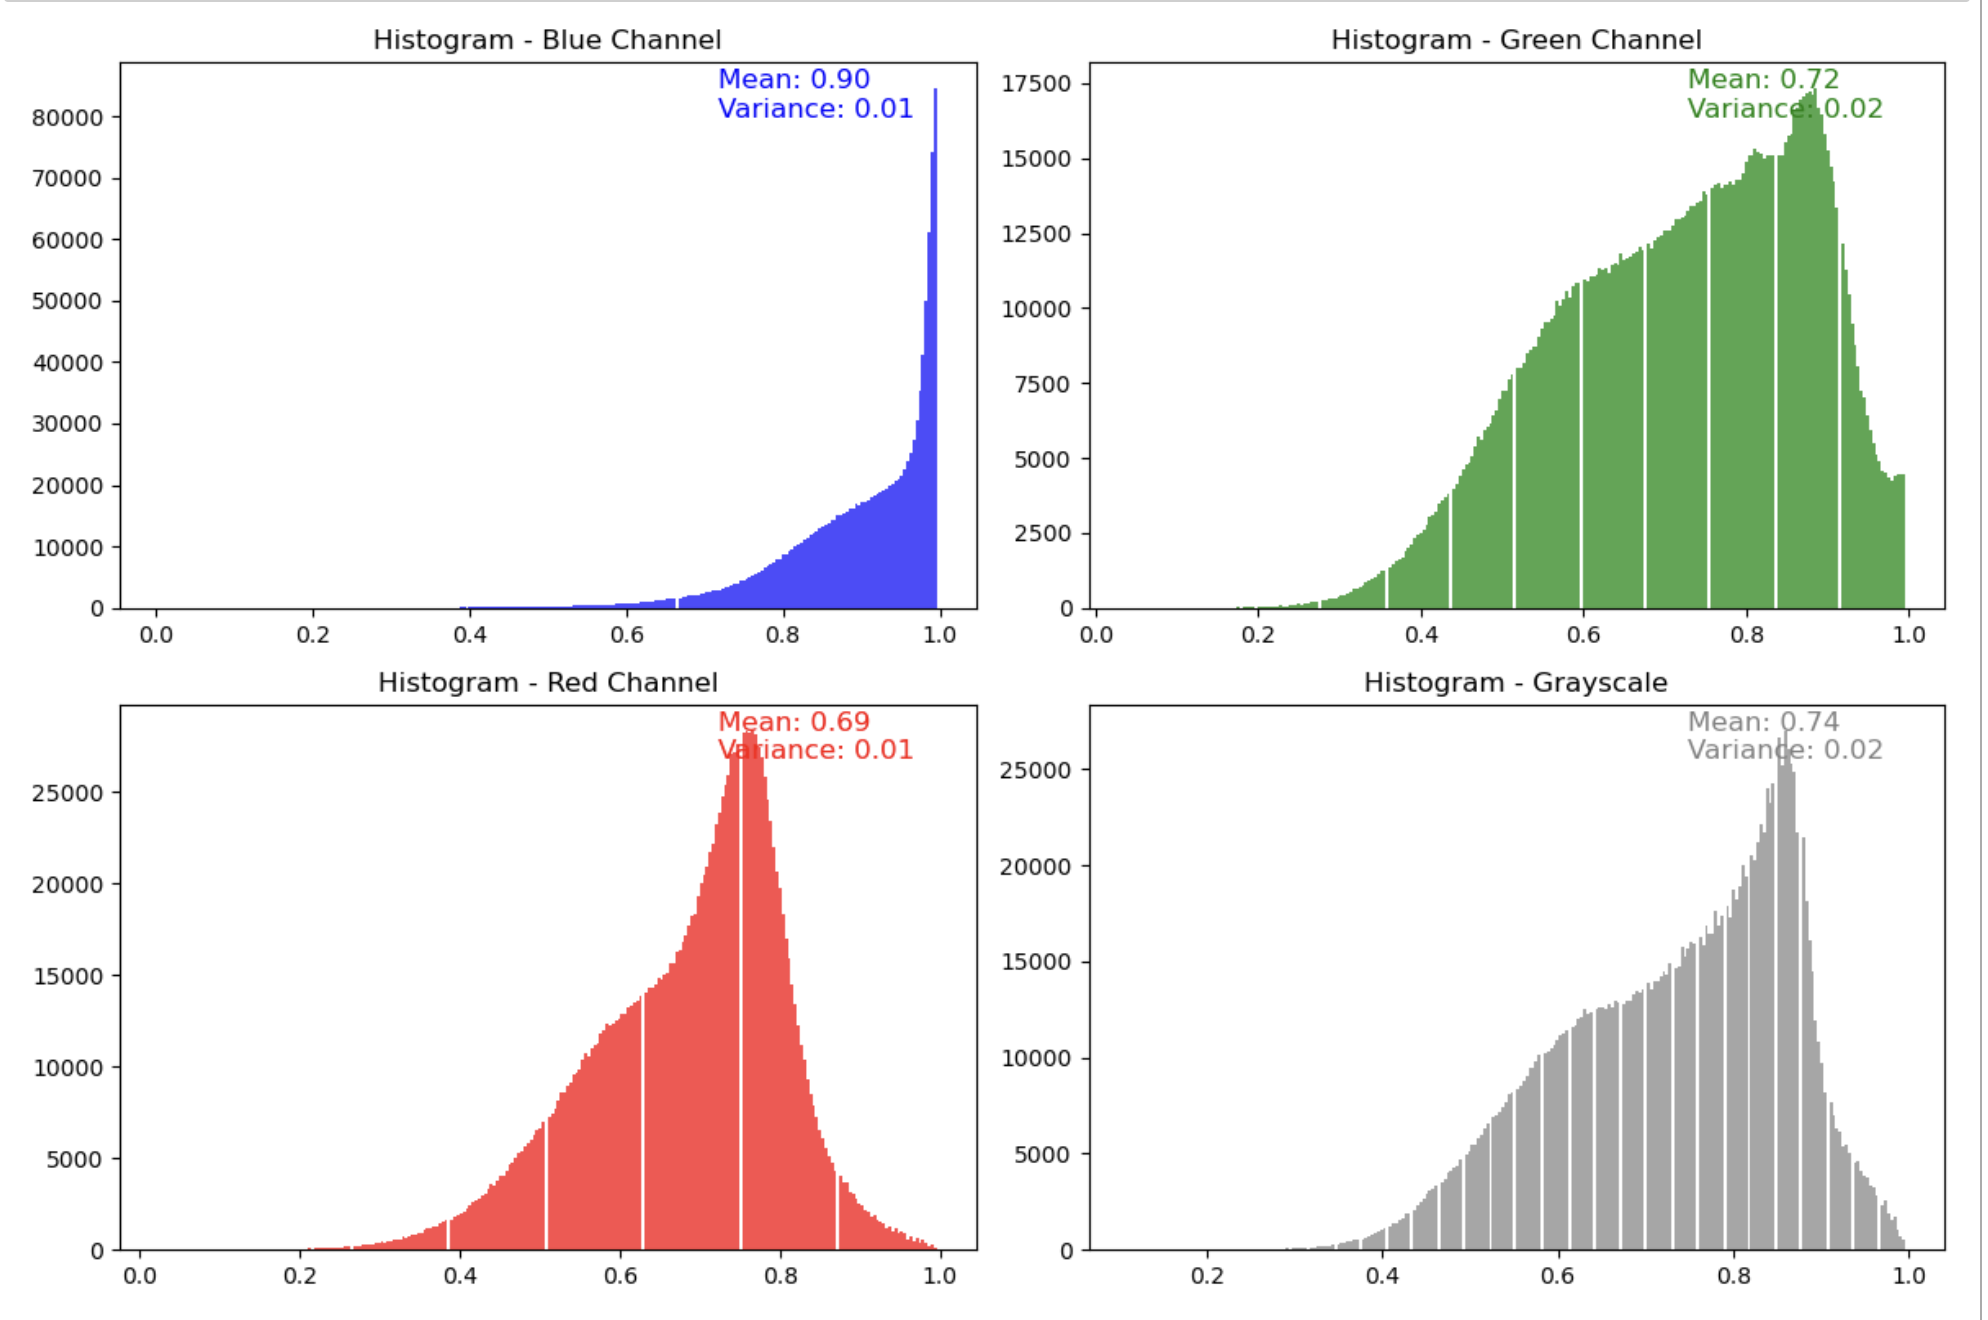 Histogram - Blue Channel
Mean: 0.90
Variance: 0.01
80000
70000
60000
50000
40000
30000
20000
10000
0
0.0 0.2 0.4 0.6 0.8 1.0
Histogram - Green Channel
Mean: 0.72
Variance: 0.02
17500
15000
12500
10000
7500
5000
2500
0
0.0 0.2 0.4 0.6 0.8 1.0
Histogram - Red Channel
Mean: 0.69
Variance: 0.01
25000
20000
15000
10000
5000
0
0.0 0.2 0.4 0.6 0.8 1.0
Histogram - Grayscale
Mean: 0.74
Variance: 0.02
25000
20000
15000
10000
5000
0
0.2 0.4 0.6 0.8 1.0